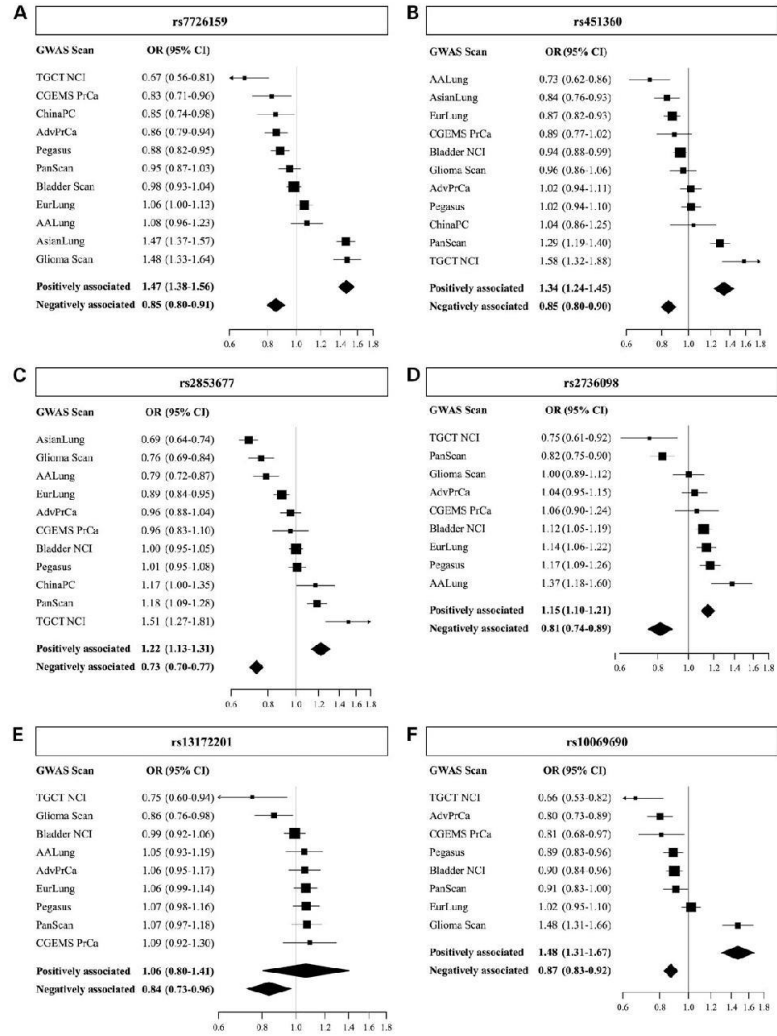 A
rs7726159
GWAS Scan OR (95% CI)
TGCT NCI 0.67 (0.56-0.81)
CGEMS PrCa 0.83 (0.71-0.96)
ChinaPC 0.85 (0.74-0.98)
AdvPrCa 0.86 (0.79-0.94)
Pegasus 0.88 (0.82-0.95)
PanScan 0.95 (0.87-1.03)
Bladder Scan 0.98 (0.93-1.04)
EurLung 1.06 (1.00-1.13)
AALung 1.08 (0.96-1.23)
AsianLung 1.47 (1.37-1.57)
Glioma Scan 1.48 (1.33-1.64)
Positively associated 1.47 (1.38-1.56)
Negatively associated 0.85 (0.80-0.91)
0.6 0.8 1.0 1.2 1.4 1.6 1.8
B
rs451360
GWAS Scan OR (95% CI)
AALung 0.73 (0.62-0.86)
AsianLung 0.84 (0.76-0.93)
EurLung 0.87 (0.82-0.93)
CGEMS PrCa 0.89 (0.77-1.02)
Bladder NCI 0.94 (0.88-0.99)
Glioma Scan 0.96 (0.86-1.06)
AdvPrCa 1.02 (0.94-1.11)
Pegasus 1.02 (0.94-1.10)
ChinaPC 1.04 (0.86-1.25)
PanScan 1.29 (1.19-1.40)
TGCT NCI 1.58 (1.32-1.88)
Positively associated 1.34 (1.24-1.45)
Negatively associated 0.85 (0.80-0.90)
0.6 0.8 1.0 1.2 1.4 1.6 1.8
C
rs2853677
GWAS Scan OR (95% CI)
AsianLung 0.69 (0.64-0.74)
Glioma Scan 0.76 (0.69-0.84)
AALung 0.79 (0.72-0.87)
EurLung 0.89 (0.84-0.95)
AdvPrCa 0.96 (0.88-1.04)
CGEMS PrCa 0.96 (0.83-1.10)
Bladder NCI 1.00 (0.95-1.05)
Pegasus 1.01 (0.95-1.08)
ChinaPC 1.17 (1.00-1.35)
PanScan 1.18 (1.09-1.28)
TGCT NCI 1.51 (1.27-1.81)
Positively associated 1.22 (1.13-1.31)
Negatively associated 0.73 (0.70-0.77)
0.6 0.8 1.0 1.2 1.4 1.6 1.8
D
rs2736098
GWAS Scan OR (95% CI)
TGCT NCI 0.75 (0.61-0.92)
PanScan 0.82 (0.75-0.90)
Glioma Scan 1.00 (0.89-1.12)
AdvPrCa 1.04 (0.95-1.15)
CGEMS PrCa 1.06 (0.90-1.24)
Bladder NCI 1.12 (1.05-1.19)
EurLung 1.14 (1.06-1.22)
Pegasus 1.17 (1.09-1.26)
AALung 1.37 (1.18-1.60)
Positively associated 1.15 (1.10-1.21)
Negatively associated 0.81 (0.74-0.89)
0.6 0.8 1.0 1.2 1.4 1.6 1.8
E
rs13172201
GWAS Scan OR (95% CI)
TGCT NCI 0.75 (0.60-0.94)
Glioma Scan 0.86 (0.76-0.98)
Bladder NCI 0.99 (0.92-1.06)
AALung 1.05 (0.93-1.19)
AdvPrCa 1.06 (0.95-1.17)
EurLung 1.06 (0.99-1.14)
Pegasus 1.07 (0.98-1.16)
PanScan 1.07 (0.97-1.18)
CGEMS PrCa 1.09 (0.92-1.30)
Positively associated 1.06 (0.80-1.41)
Negatively associated 0.84 (0.73-0.96)
0.6 0.8 1.0 1.2 1.4 1.6 1.8
F
rs10069690
GWAS Scan OR (95% CI)
TGCT NCI 0.66 (0.53-0.82)
AdvPrCa 0.80 (0.73-0.89)
CGEMS PrCa 0.81 (0.68-0.97)
Pegasus 0.89 (0.83-0.96)
Bladder NCI 0.90 (0.84-0.96)
PanScan 0.91 (0.83-1.00)
EurLung 1.02 (0.95-1.10)
Glioma Scan 1.48 (1.31-1.66)
Positively associated 1.48 (1.31-1.67)
Negatively associated 0.87 (0.83-0.92)
0.6 0.8 1.0 1.2 1.4 1.6 1.8